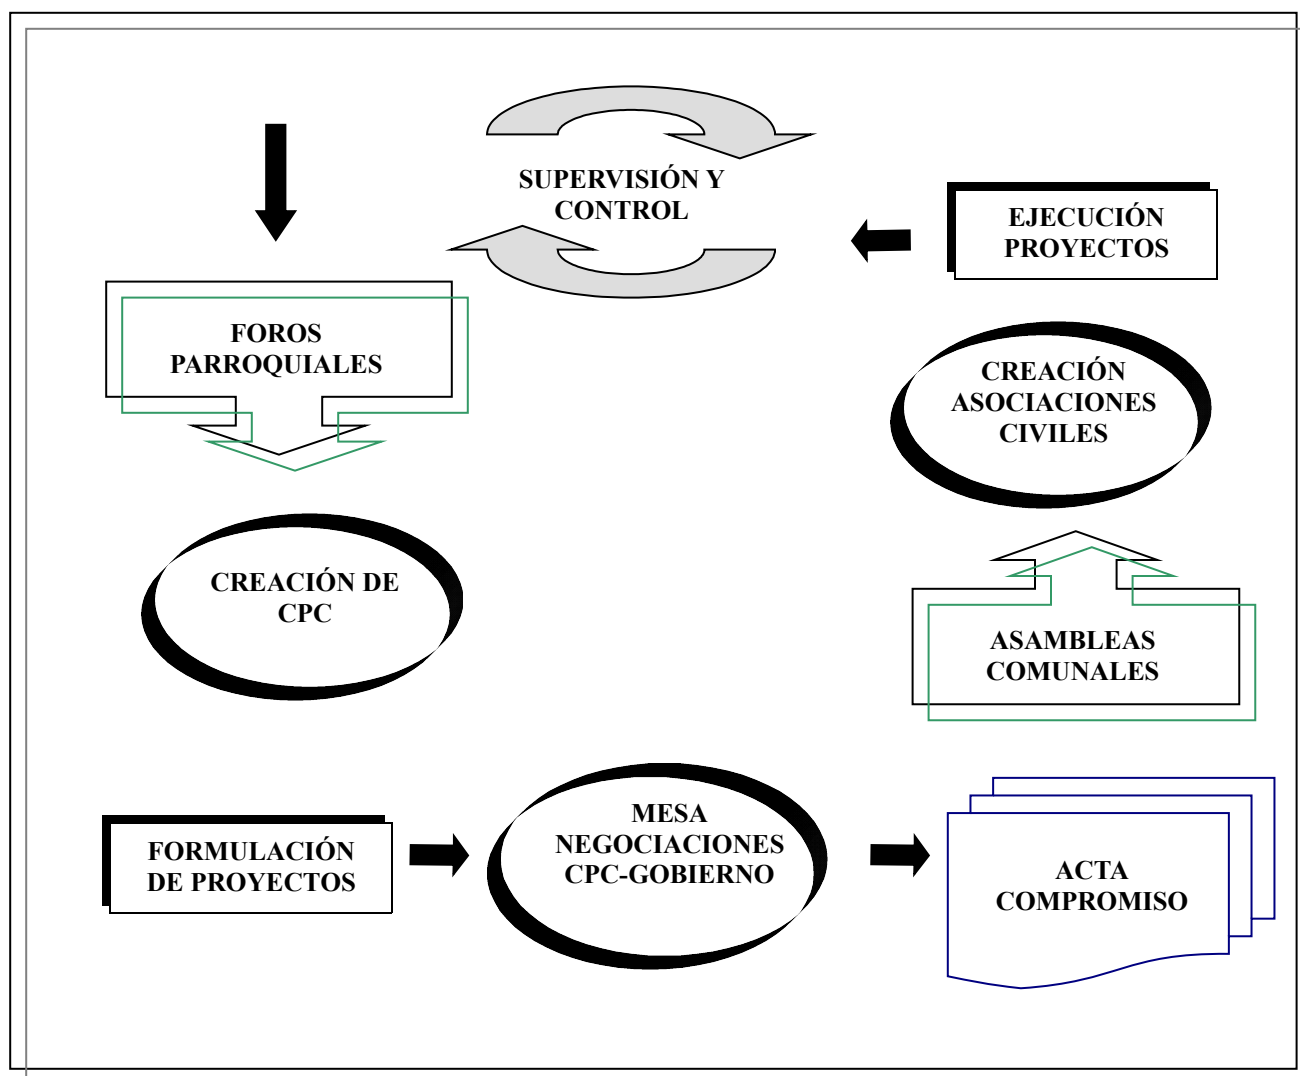 SUPERVISIÓN Y
CONTROL
EJECUCIÓN
PROYECTOS
FOROS
PARROQUIALES
CREACIÓN
ASOCIACIONES
CIVILES
CREACIÓN DE
CPC
ASAMBLEAS
COMUNALES
FORMULACIÓN
DE PROYECTOS
MESA
NEGOCIACIONES
CPC-GOBIERNO
ACTA
COMPROMISO